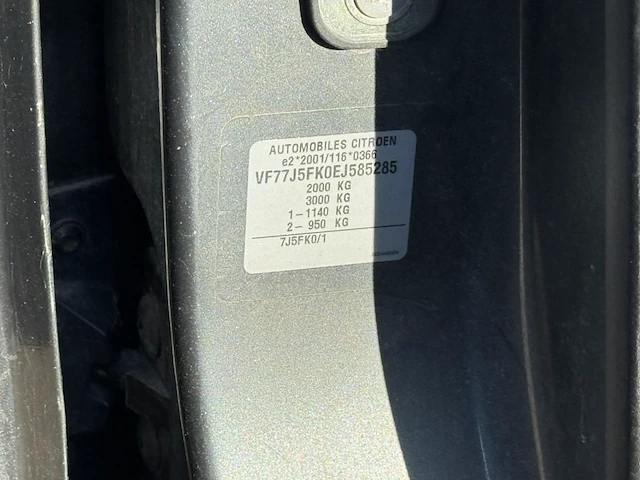 AUTOMOBILES CITROEN
e2*2001/116*0366
VF77J5FK0EJ585285
2000 KG
3000 KG
1-1140 KG
2- 950 KG
7J5FK0/1